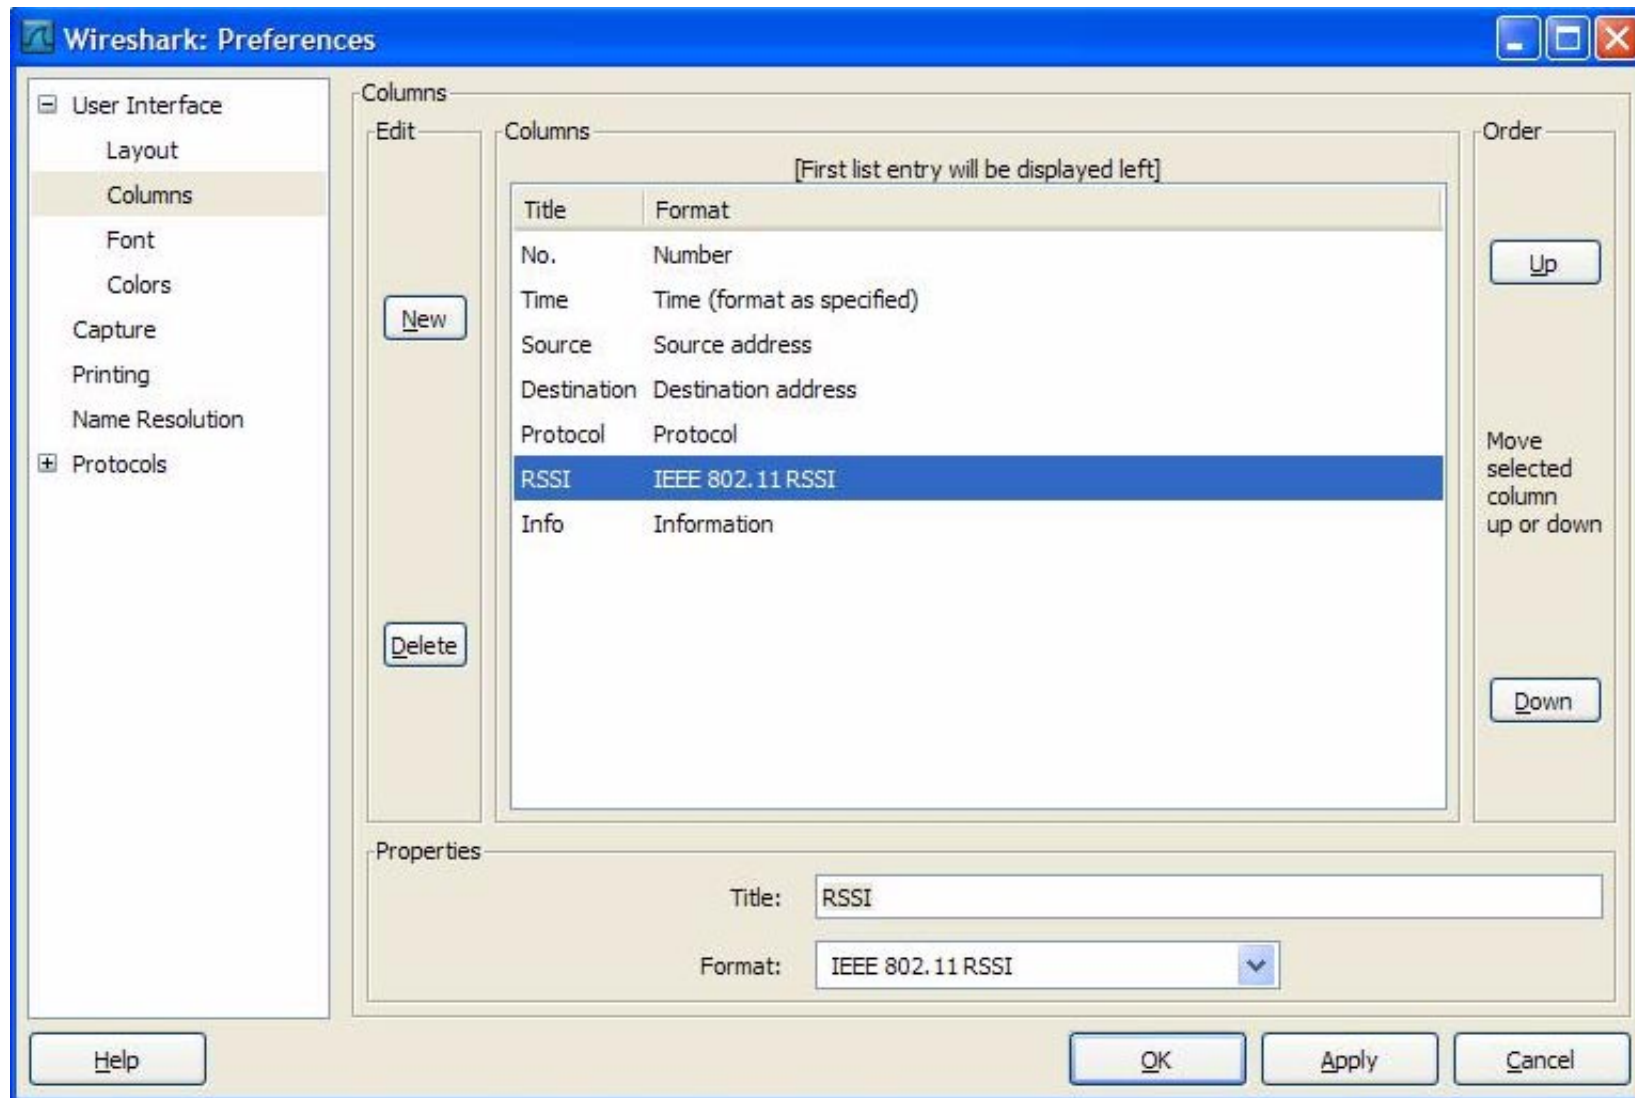 Wireshark: Preferences
User Interface
Layout
Columns
Font
Colors
Capture
Printing
Name Resolution
Protocols
Columns
Edit
New
Delete
Columns
[First list entry will be displayed left]
Title Format
No. Number
Time Time (format as specified)
Source Source address
Destination Destination address
Protocol Protocol
RSSI IEEE 802.11 RSSI
Info Information
Order
Up
Move
selected
column
up or down
Down
Properties
Title: RSSI
Format: IEEE 802.11 RSSI
Help
OK Apply Cancel